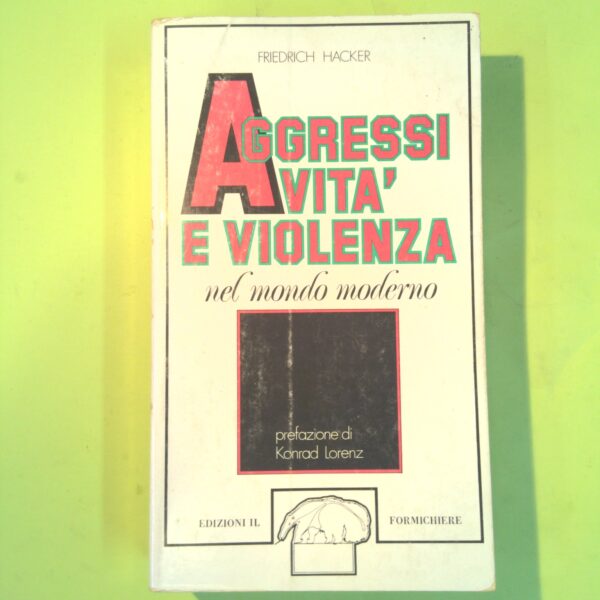 FRIEDRICH HACKER
AGGRESSI
VITA'
E VIOLENZA
nel mondo moderno
prefazione di
Konrad Lorenz
EDIZIONI IL FORMICHIERE